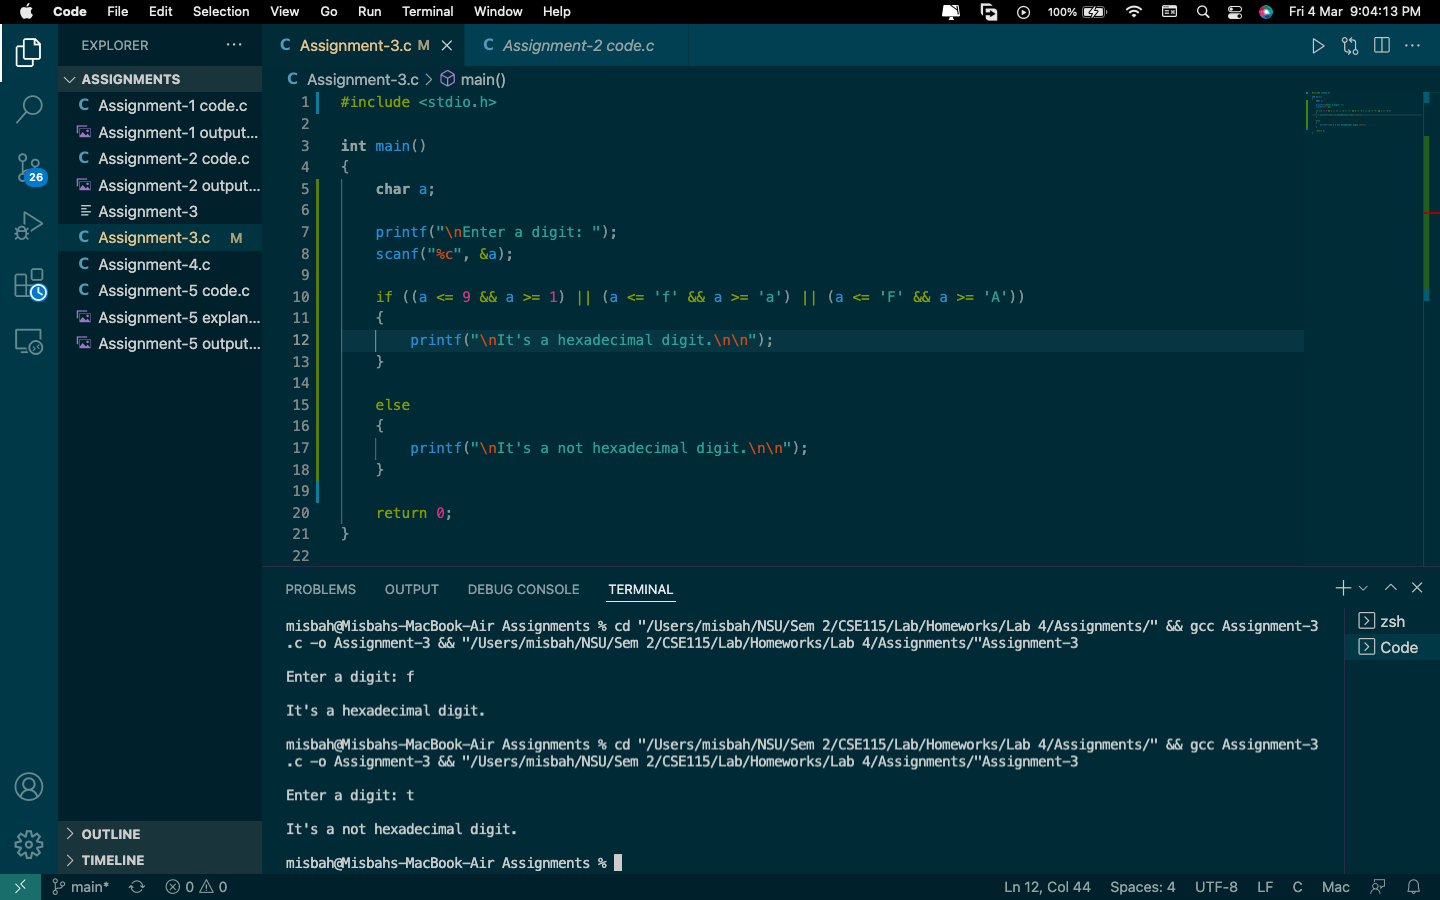 Code File Edit Selection View Go Run Terminal Window Help 100% Fri 4 Mar 9:04:13 PM
EXPLORER
ASSIGNMENTS
C Assignment-1 code.c
Assignment-1 output...
C Assignment-2 code.c
Assignment-2 output...
Assignment-3
C Assignment-3.c M
C Assignment-4.c
C Assignment-5 code.c
Assignment-5 explan...
Assignment-5 output...
OUTLINE
TIMELINE
26
C Assignment-3.c M
C Assignment-2 code.c
C Assignment-3.c > main()
1 #include <stdio.h>
2
3 int main()
4 {
5 char a;
6
7 printf("\nEnter a digit: ");
8 scanf("%c", &a);
9
10 if ((a <= 9 && a >= 1) || (a <= 'f' && a >= 'a') || (a <= 'F' && a >= 'A'))
11 {
12 printf("\nIt's a hexadecimal digit.\n\n");
13 }
14
15 else
16 {
17 printf("\nIt's a not hexadecimal digit.\n\n");
18 }
19
20 return 0;
21 }
22
PROBLEMS OUTPUT DEBUG CONSOLE TERMINAL
misbah@Misbahs-MacBook-Air Assignments % cd "/Users/misbah/NSU/Sem 2/CSE115/Lab/Homeworks/Lab 4/Assignments/" && gcc Assignment-3
.c -o Assignment-3 && "/Users/misbah/NSU/Sem 2/CSE115/Lab/Homeworks/Lab 4/Assignments/"Assignment-3
Enter a digit: f
It's a hexadecimal digit.
misbah@Misbahs-MacBook-Air Assignments % cd "/Users/misbah/NSU/Sem 2/CSE115/Lab/Homeworks/Lab 4/Assignments/" && gcc Assignment-3
.c -o Assignment-3 && "/Users/misbah/NSU/Sem 2/CSE115/Lab/Homeworks/Lab 4/Assignments/"Assignment-3
Enter a digit: t
It's a not hexadecimal digit.
misbah@Misbahs-MacBook-Air Assignments %
zsh
Code
main* 0 0 Ln 12, Col 44 Spaces: 4 UTF-8 LF C Mac